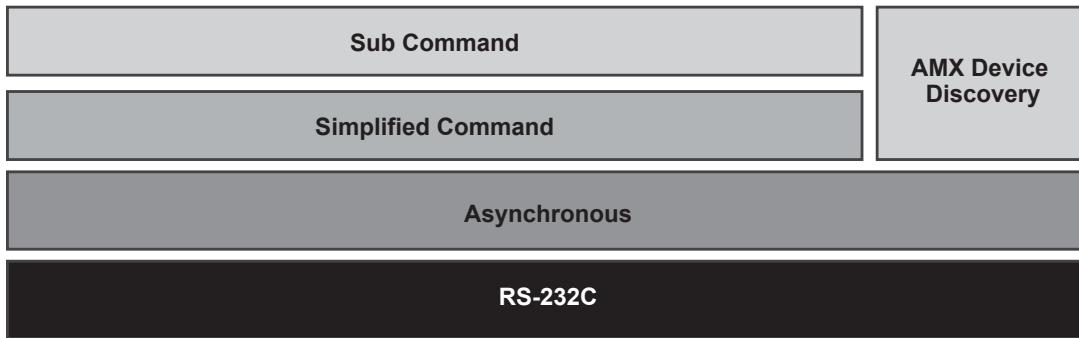 Sub Command
AMX Device
Discovery
Simplified Command
Asynchronous
RS-232C